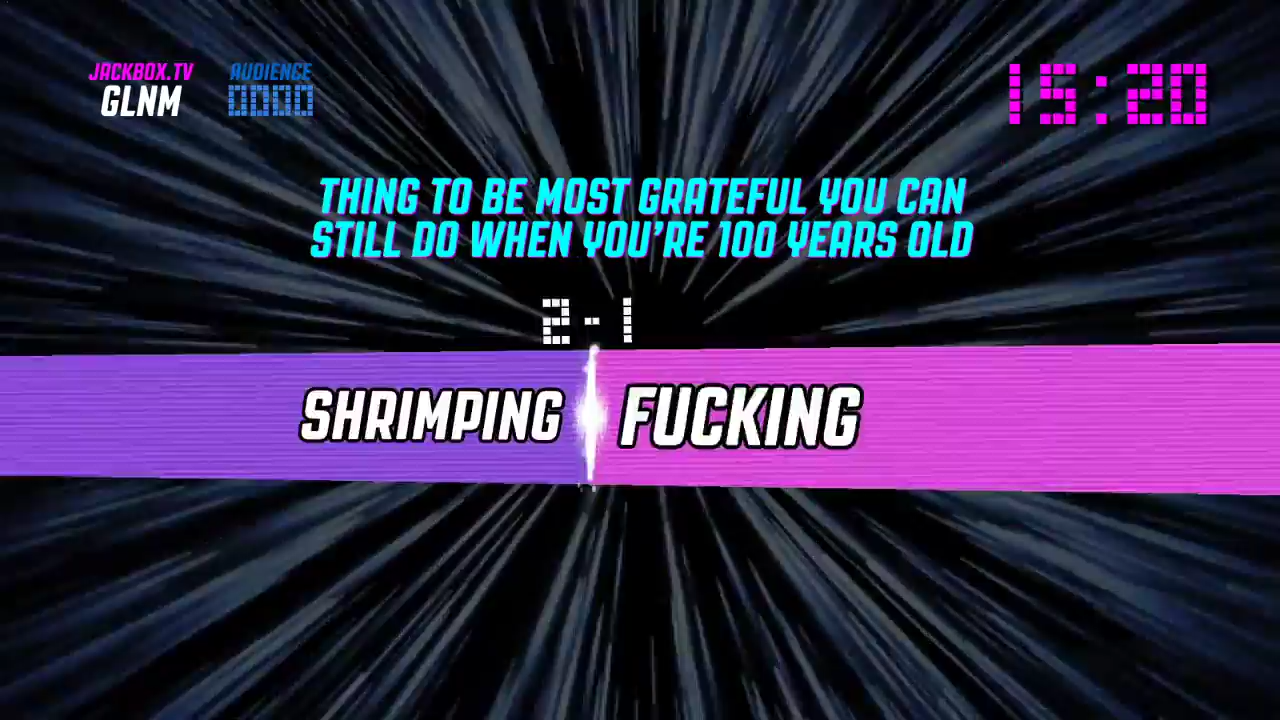 JACKBOX.TV
GLNM
AUDIENCE
0000
15:20
THING TO BE MOST GRATEFUL YOU CAN
STILL DO WHEN YOU'RE 100 YEARS OLD
2-1
SHRIMPING
FUCKING